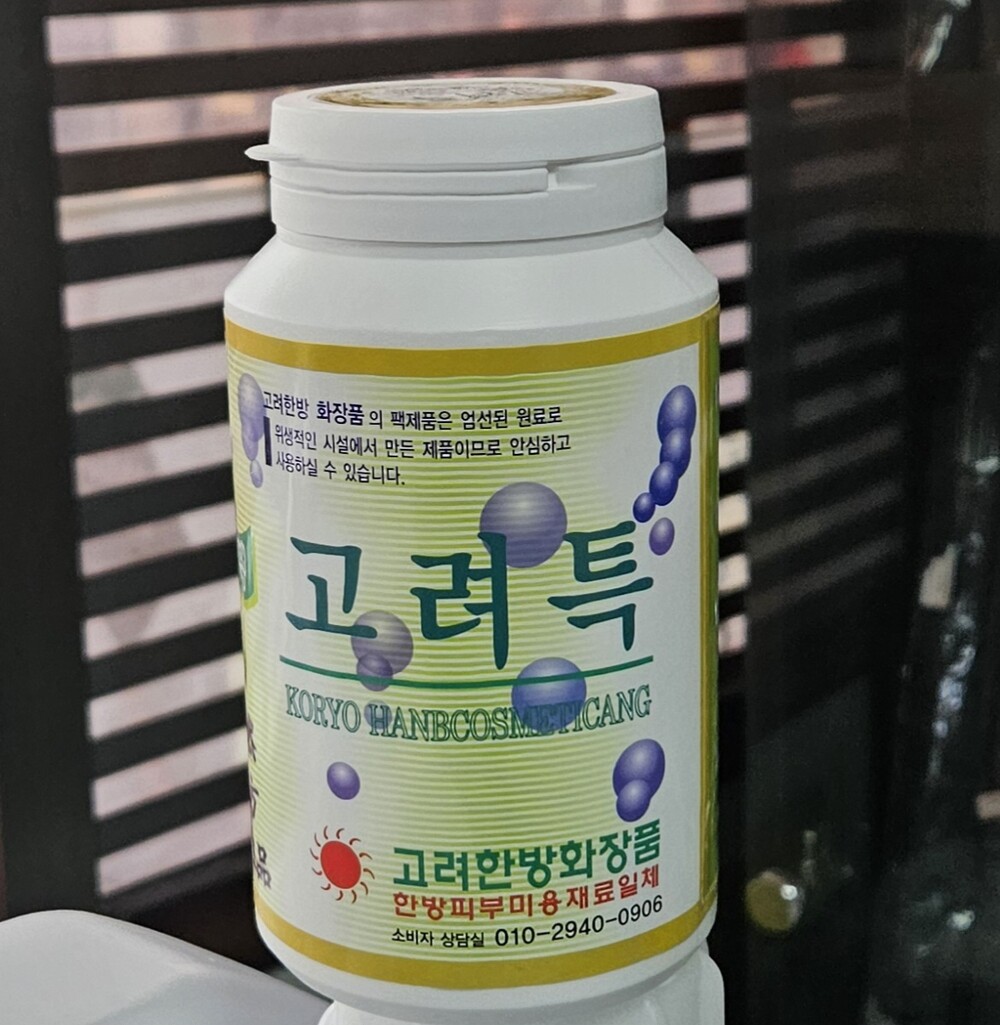 고려한방 화장품 의 팩제품은 엄선된 원료로
위생적인 시설에서 만든 제품이므로 안심하고
사용하실 수 있습니다.
고려특
KORYO HANBCOSMETICANG
고려한방화장품
한방피부미용재료일체
소비자 상담실 010-2940-0906